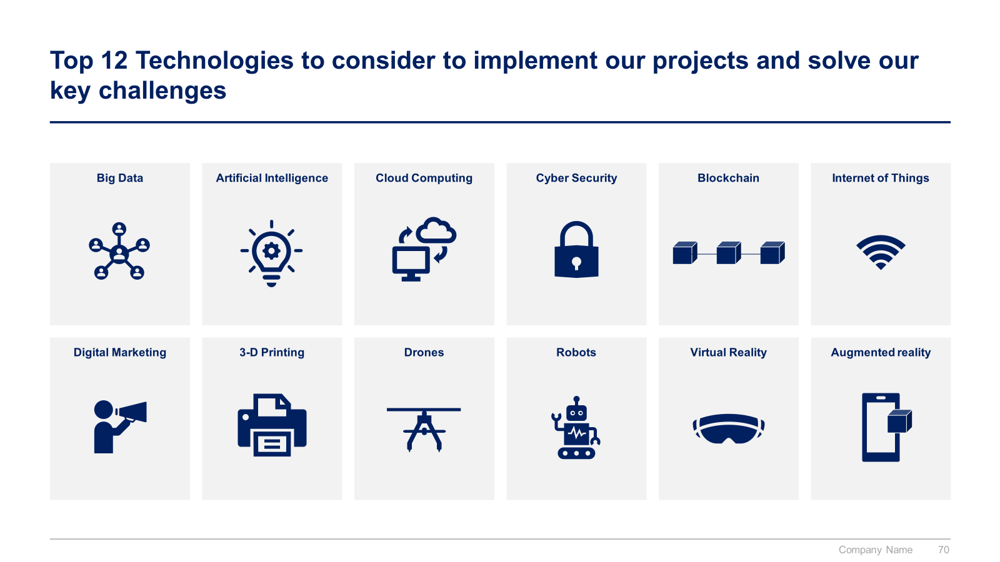 Top 12 Technologies to consider to implement our projects and solve our
key challenges
Big Data
Artificial Intelligence
Cloud Computing
Cyber Security
Blockchain
Internet of Things
Digital Marketing
3-D Printing
Drones
Robots
Virtual Reality
Augmented reality
Company Name
70